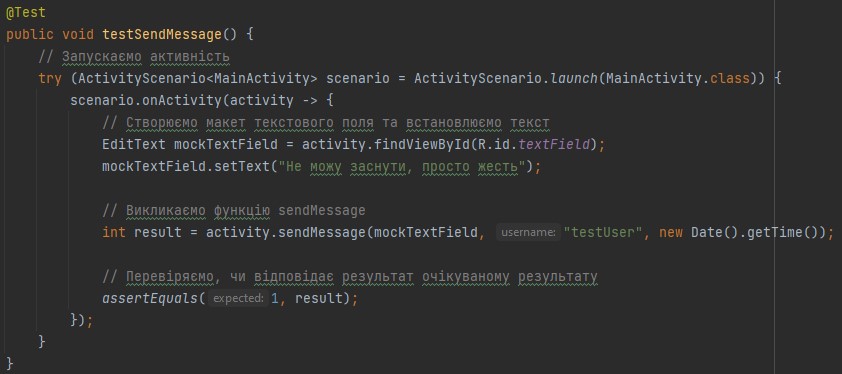 @Test
public void testSendMessage() {
// Запускаємо активність
try (ActivityScenario<MainActivity> scenario = ActivityScenario.launch(MainActivity.class)) {
scenario.onActivity(activity -> {
// Створюємо макет текстового поля та встановлюємо текст
EditText mockTextField = activity.findViewById(R.id.textField);
mockTextField.setText("Не можу заснути, просто жесть");
// Викликаємо функцію sendMessage
int result = activity.sendMessage(mockTextField, username: "testUser", new Date().getTime());
// Перевіряємо, чи відповідає результат очікуваному результату
assertEquals( expected: 1, result);
});
}
}